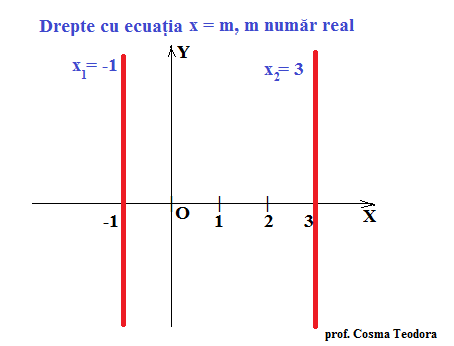 Drepte cu ecuația x = m, m număr real
Y
x1= -1
x2= 3
-1
O
1
2
3
X
prof. Cosma Teodora